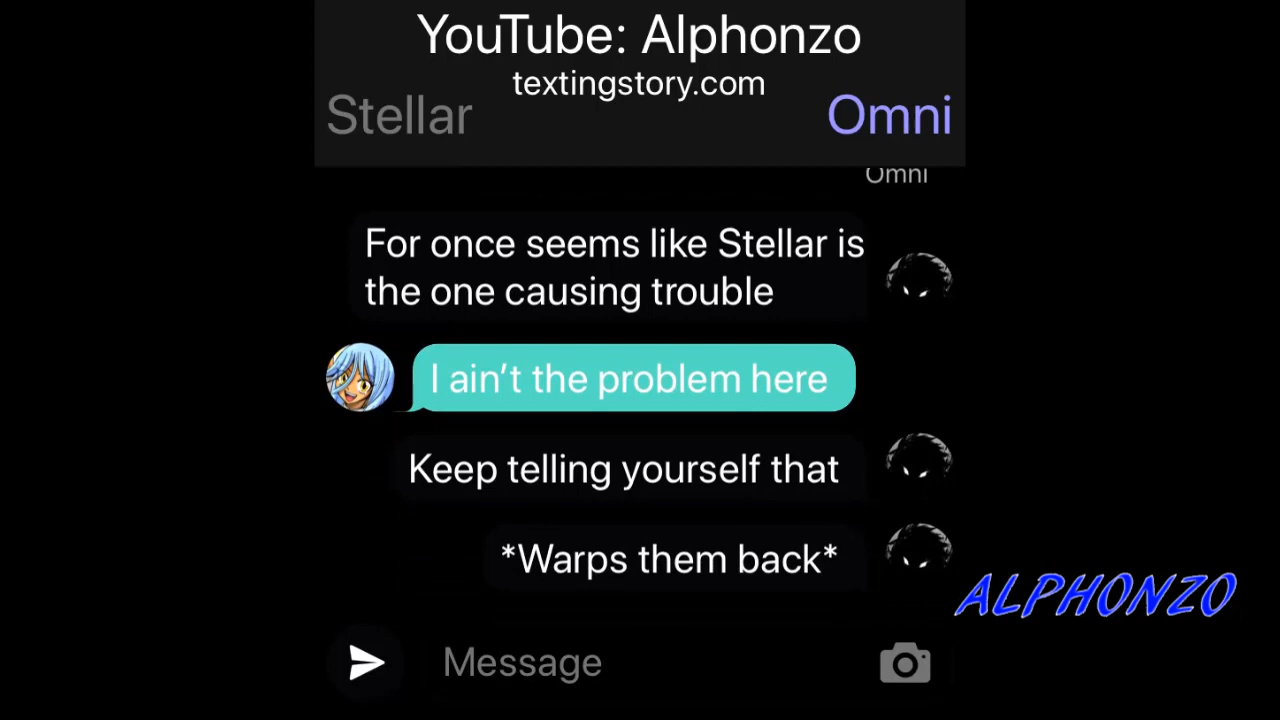 YouTube: Alphonzo
textingstory.com
Stellar
Omni
Omni
For once seems like Stellar is
the one causing trouble
I ain't the problem here
Keep telling yourself that
*Warps them back*
ALPHONZO
Message